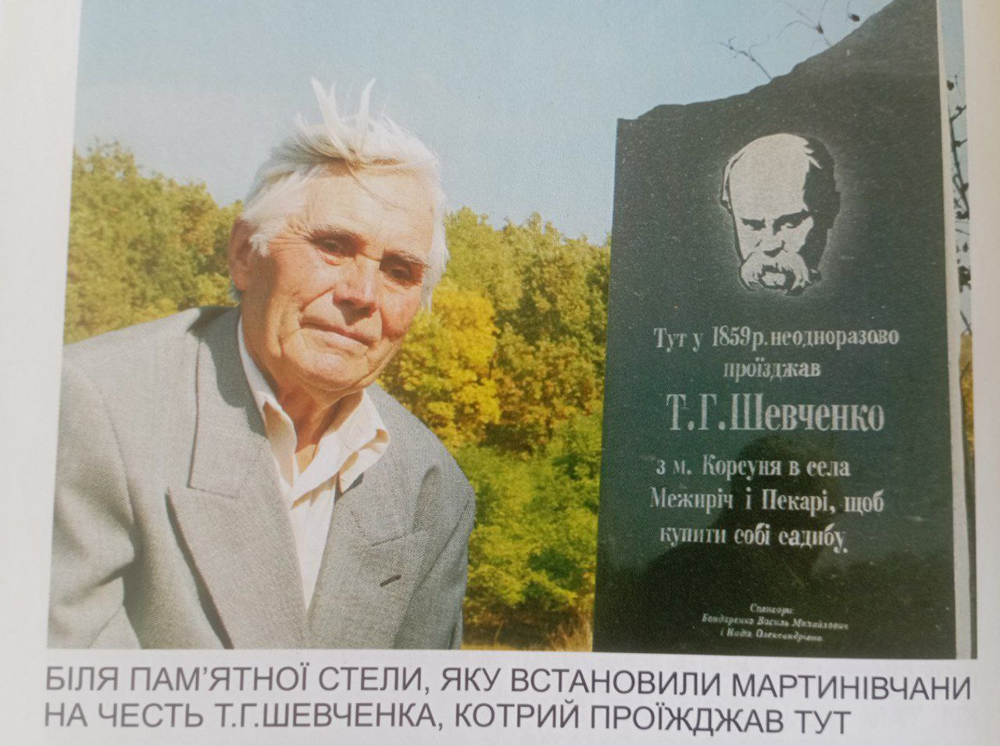 Тут у 1859р. неодноразово
проїзджав
Т.Г.Шевченко
з м. Корсуня в села
Межиріч і Пекарі, щоб
купити собі садибу.
Спонсори:
Бондаренко Василь Михайлович
і Надія Олександрівна.
БІЛЯ ПАМ’ЯТНОЇ СТЕЛИ, ЯКУ ВСТАНОВИЛИ МАРТИНІВЧАНИ
НА ЧЕСТЬ Т.Г.ШЕВЧЕНКА, КОТРИЙ ПРОЇЖДЖАВ ТУТ